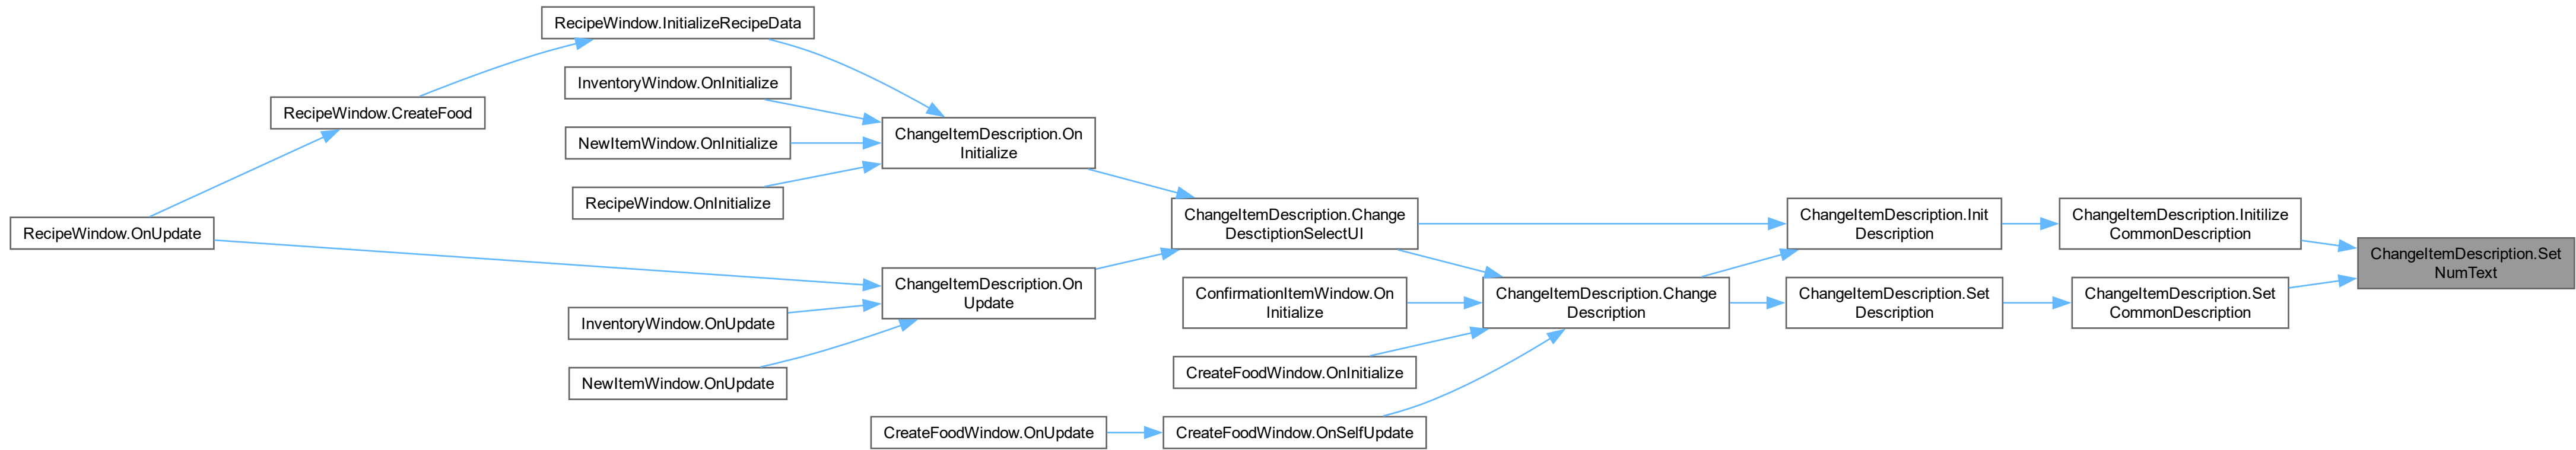 RecipeWindow.InitializeRecipeData
InventoryWindow.OnInitialize
RecipeWindow.CreateFood
NewItemWindow.OnInitialize
ChangeItemDescription.On
Initialize
RecipeWindow.OnInitialize
RecipeWindow.OnUpdate
ChangeItemDescription.Change
DesctiptionSelectUI
ChangeItemDescription.Init
Description
ChangeItemDescription.Initilize
CommonDescription
ChangeItemDescription.Set
NumText
ChangeItemDescription.On
Update
ConfirmationItemWindow.On
Initialize
ChangeItemDescription.Change
Description
ChangeItemDescription.Set
Description
ChangeItemDescription.Set
CommonDescription
InventoryWindow.OnUpdate
NewItemWindow.OnUpdate
CreateFoodWindow.OnInitialize
CreateFoodWindow.OnUpdate
CreateFoodWindow.OnSelfUpdate